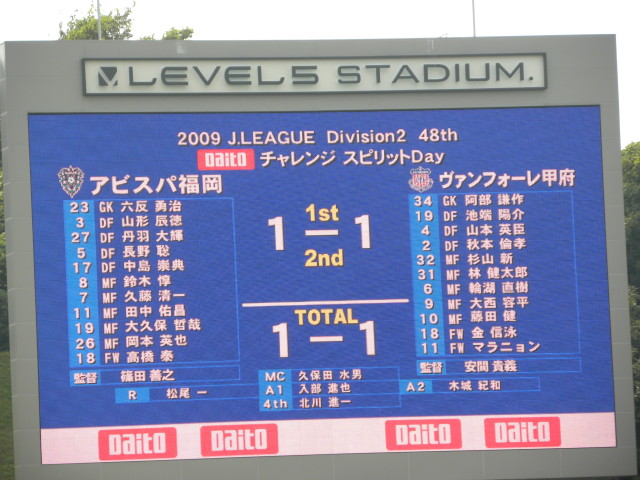 LEVEL5 STADIUM.
2009 J.LEAGUE Division2 48th
Daito チャレンジ スピリットDay
アビスパ福岡
23 GK 六反 勇治
3 DF 山形 辰徳
27 DF 丹羽 大輝
5 DF 長野 聡
17 DF 中島 崇典
8 MF 鈴木 惇
7 MF 久藤 清一
11 MF 田中 佑昌
19 MF 大久保 哲哉
26 MF 岡本 英也
18 FW 高橋 泰
監督 篠田 善之
1st
1 ー 1
2nd
TOTAL
1 ー 1
ヴァンフォーレ甲府
34 GK 阿部 謙作
19 DF 池端 陽介
4 DF 山本 英臣
2 DF 秋本 倫孝
32 MF 杉山 新
31 MF 林 健太郎
6 MF 輪湖 直樹
9 MF 大西 容平
10 MF 藤田 健
18 FW 金 信泳
11 FW マラニョン
監督 安間 貴義
R 松尾 一
MC 久保田 水男
A1 入部 進也
4th 北川 進一
A2 木城 紀和
Daito Daito Daito Daito